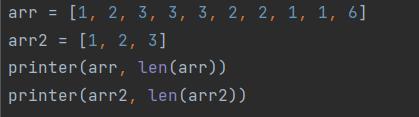 arr = [1, 2, 3, 3, 3, 2, 2, 1, 1, 6]
arr2 = [1, 2, 3]
printer(arr, len(arr))
printer(arr2, len(arr2))